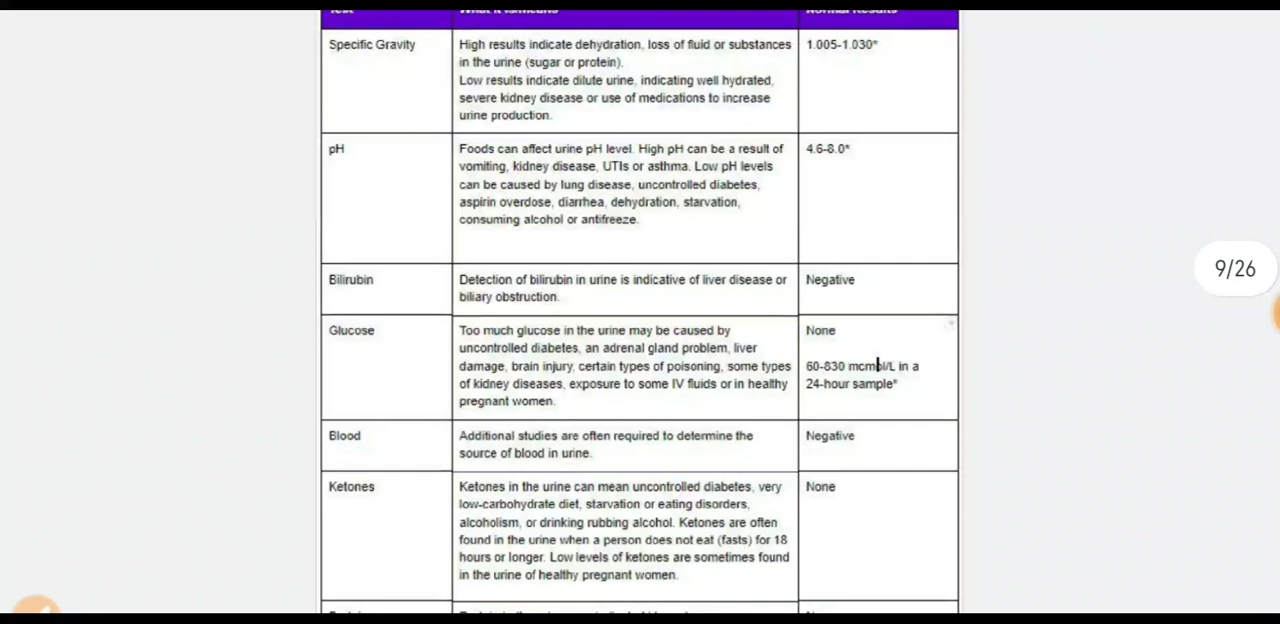 Specific Gravity
High results indicate dehydration, loss of fluid or substances
in the urine (sugar or protein).
Low results indicate dilute urine, indicating well hydrated,
severe kidney disease or use of medications to increase
urine production.
1.005-1.030*
pH
Foods can affect urine pH level. High pH can be a result of
vomiting, kidney disease, UTIs or asthma. Low pH levels
can be caused by lung disease, uncontrolled diabetes,
aspirin overdose, diarrhea, dehydration, starvation,
consuming alcohol or antifreeze.
4.6-8.0*
Bilirubin
Detection of bilirubin in urine is indicative of liver disease or
biliary obstruction.
Negative
Glucose
Too much glucose in the urine may be caused by
uncontrolled diabetes, an adrenal gland problem, liver
damage, brain injury, certain types of poisoning, some types
of kidney diseases, exposure to some IV fluids or in healthy
pregnant women.
None
60-830 mcmol/L in a
24-hour sample*
Blood
Additional studies are often required to determine the
source of blood in urine.
Negative
Ketones
Ketones in the urine can mean uncontrolled diabetes, very
low-carbohydrate diet, starvation or eating disorders,
alcoholism, or drinking rubbing alcohol. Ketones are often
found in the urine when a person does not eat (fasts) for 18
hours or longer. Low levels of ketones are sometimes found
in the urine of healthy pregnant women.
None
9/26